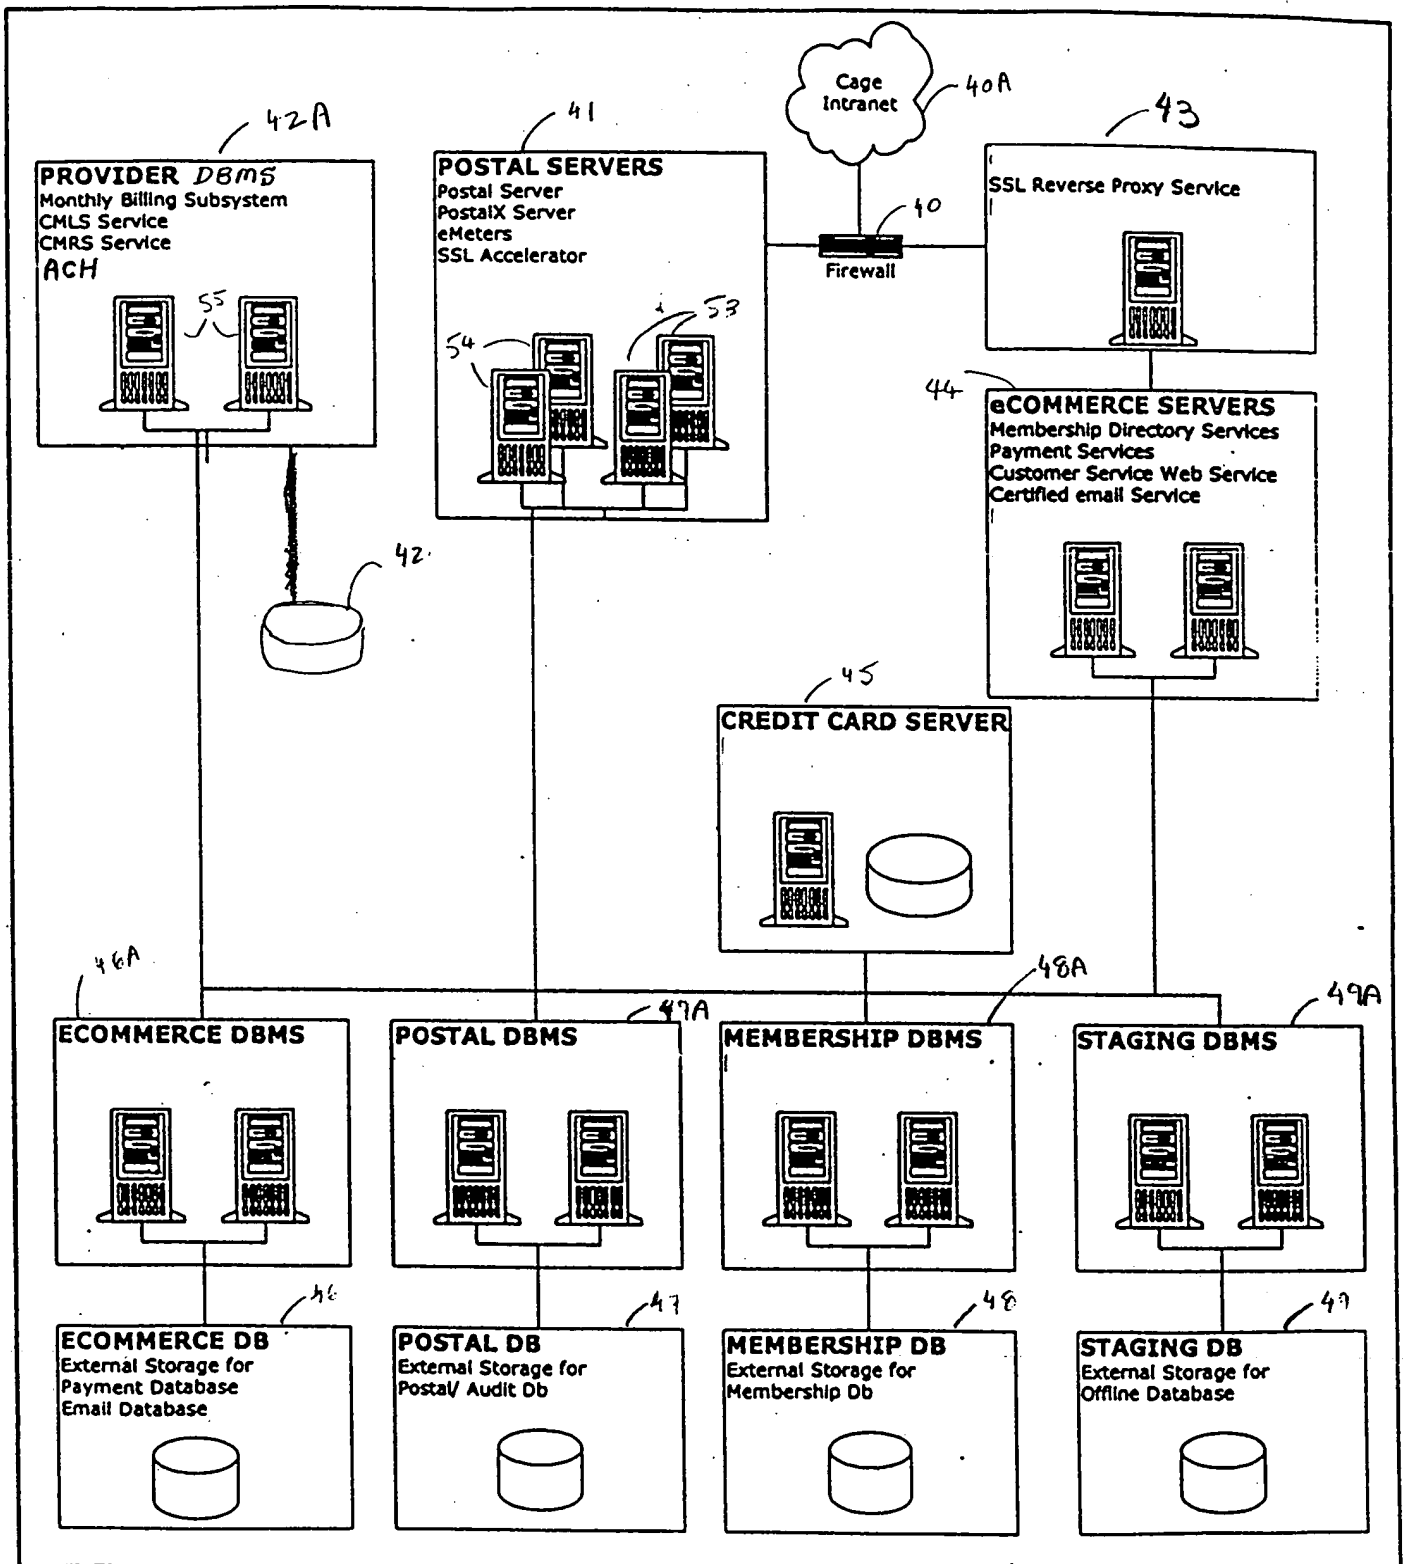 Cage
Intranet
40A
42A
41
43
PROVIDER DBMS
Monthly Billing Subsystem
CMLS Service
CMRS Service
ACH
55
POSTAL SERVERS
Postal Server
PostalX Server
eMeters
SSL Accelerator
54
53
40
Firewall
SSL Reverse Proxy Service
44
eCOMMERCE SERVERS
Membership Directory Services
Payment Services
Customer Service Web Service
Certified email Service
42
45
CREDIT CARD SERVER
46A
ECOMMERCE DBMS
47A
POSTAL DBMS
48A
MEMBERSHIP DBMS
49A
STAGING DBMS
46
ECOMMERCE DB
External Storage for
Payment Database
Email Database
47
POSTAL DB
External Storage for
Postal/ Audit Db
48
MEMBERSHIP DB
External Storage for
Membership Db
49
STAGING DB
External Storage for
Offline Database